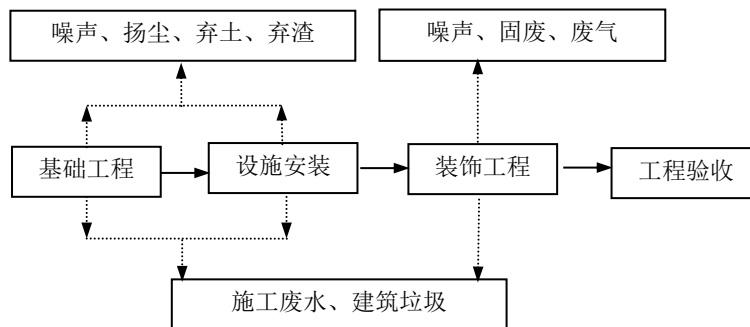 噪声、扬尘、弃土、弃渣
噪声、固废、废气
基础工程
设施安装
装饰工程
工程验收
施工废水、建筑垃圾